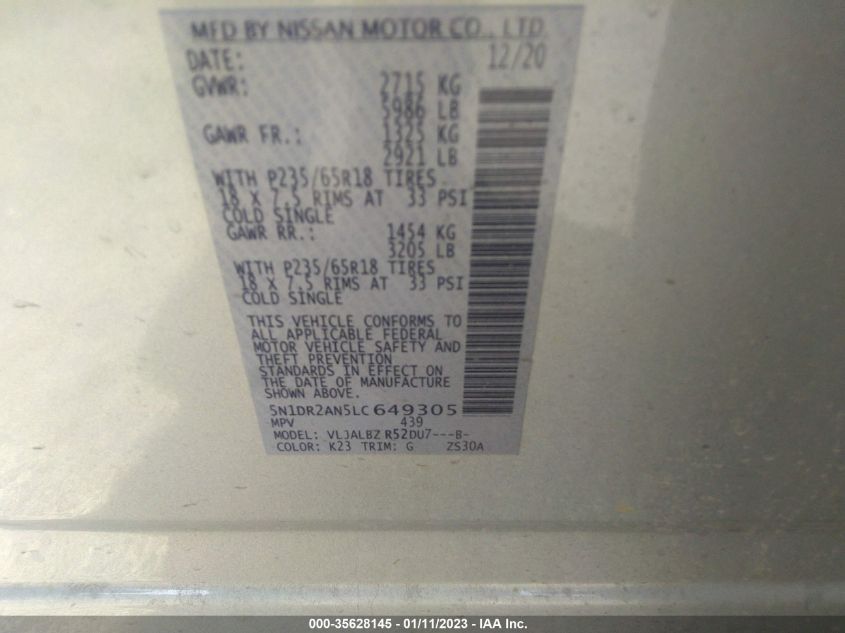 MFD BY NISSAN MOTOR CO., LTD
DATE: 12/20
GVWR: 2715 KG
5986 LB
GAWR FR.: 1325 KG
2921 LB
WITH P235/65R18 TIRES
18 X 7.5 RIMS AT 33 PSI
COLD SINGLE
GAWR RR.: 1454 KG
3205 LB
WITH P235/65R18 TIRES
18 X 7.5 RIMS AT 33 PSI
COLD SINGLE
THIS VEHICLE CONFORMS TO
ALL APPLICABLE FEDERAL
MOTOR VEHICLE SAFETY AND
THEFT PREVENTION
STANDARDS IN EFFECT ON
THE DATE OF MANUFACTURE
SHOWN ABOVE.
5N1DR2AN5LC649305
MPV 439
MODEL: VLJALBZ R52DU7---B-
COLOR: K23 TRIM: G ZS30A
000-35628145 - 01/11/2023 - IAA Inc.